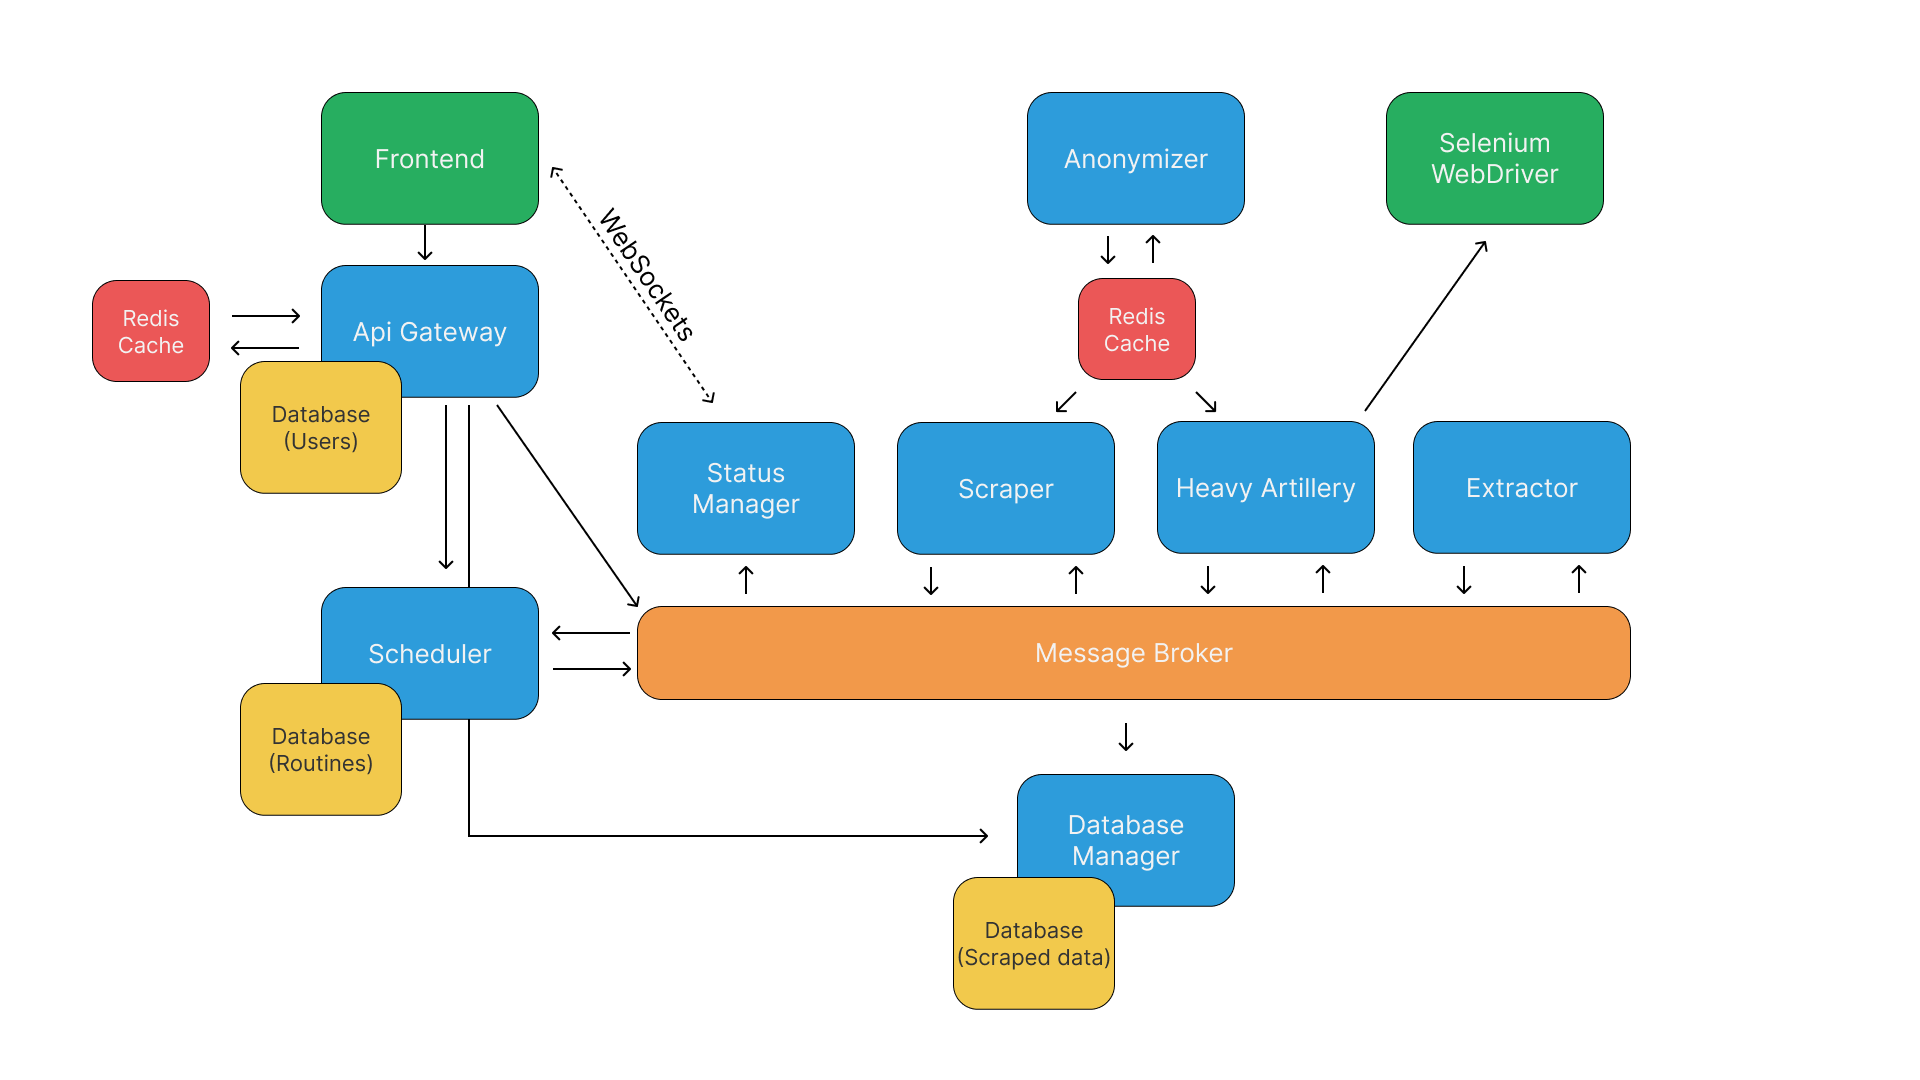 Frontend
Anonymizer
Selenium
WebDriver
WebSockets
Redis
Cache
Api Gateway
Redis
Cache
Database
(Users)
Status
Manager
Scraper
Heavy Artillery
Extractor
Scheduler
Message Broker
Database
(Routines)
Database
Manager
Database
(Scraped data)